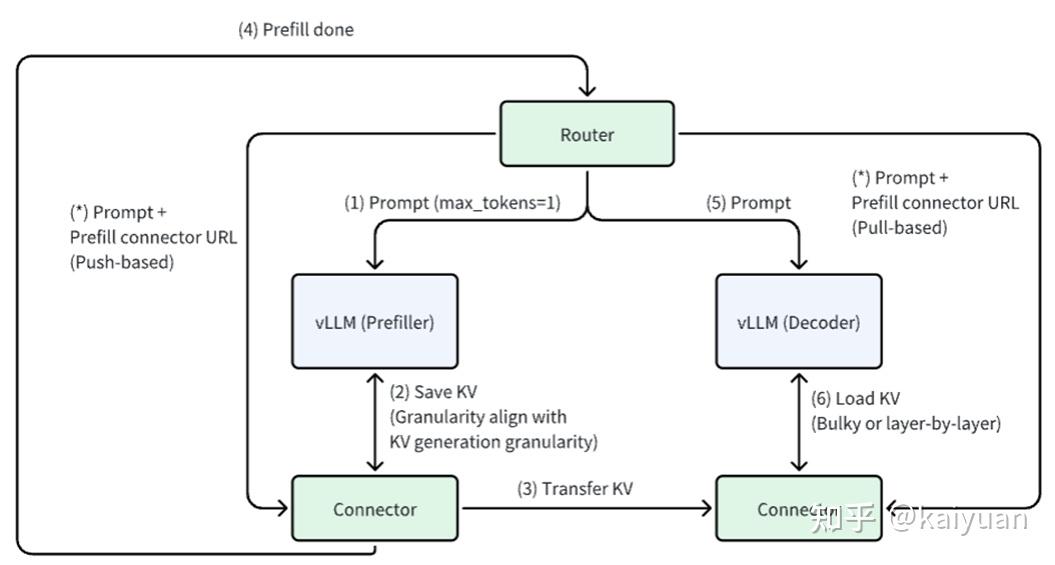 (4) Prefill done
Router
(*) Prompt +
Prefill connector URL
(Push-based)
(1) Prompt (max_tokens=1)
(5) Prompt
(*) Prompt +
Prefill connector URL
(Pull-based)
vLLM (Prefiller)
vLLM (Decoder)
(2) Save KV
(Granularity align with
KV generation granularity)
(6) Load KV
(Bulky or layer-by-layer)
(3) Transfer KV
Connector
Connector
知乎 @kaiyuan